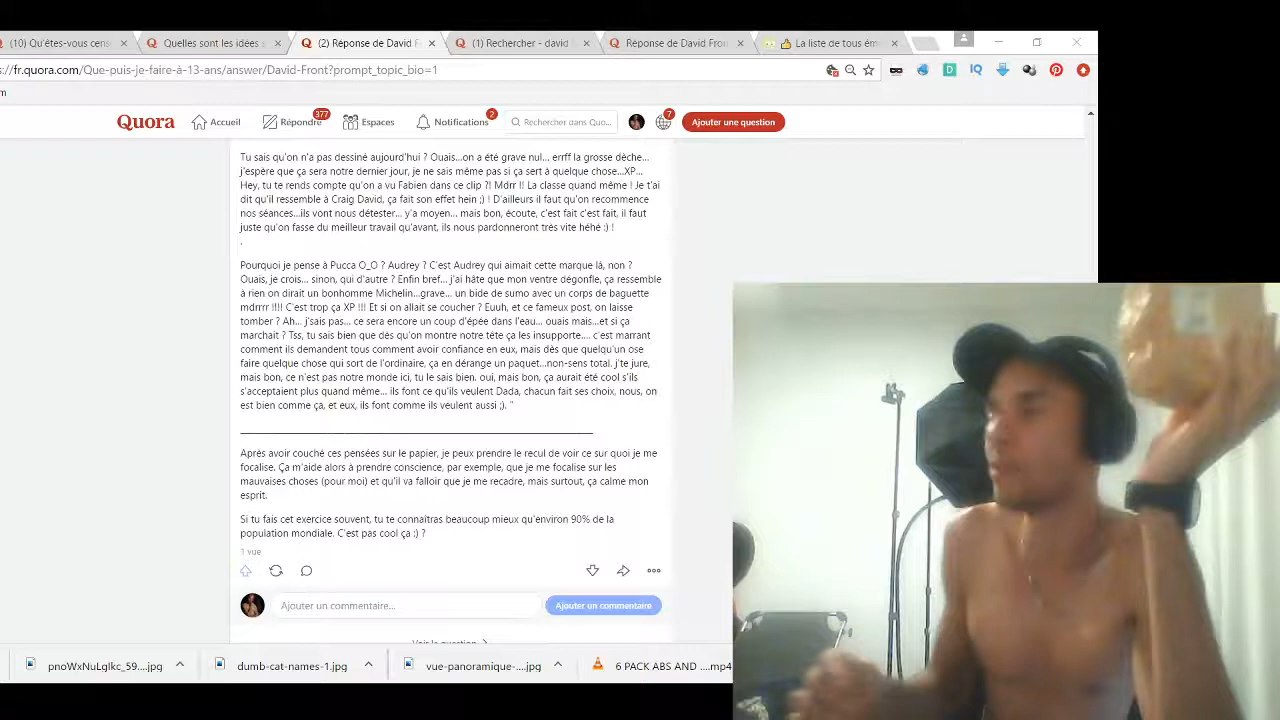 (10) Qu'êtes-vous cens
Quelles sont les idées
(2) Réponse de David F
(1) Rechercher - david
Réponse de David Fron
👍 La liste de tous ém
s://fr.quora.com/Que-puis-je-faire-à-13-ans/answer/David-Front?prompt_topic_bio=1
m
Quora
Accueil
Répondre
377
Espaces
Notifications
2
Rechercher dans Quo...
7
Ajouter une question
Tu sais qu'on n'a pas dessiné aujourd'hui ? Ouais...on a été grave nul... errff la grosse dèche...
j'espère que ça sera notre dernier jour, je ne sais même pas si ça sert à quelque chose...XP...
Hey, tu te rends compte qu'on a vu Fabien dans ce clip ?! Mdrr !! La classe quand même ! Je t'ai
dit qu'il ressemble à Craig David, ça fait son effet hein ;) ! D'ailleurs il faut qu'on recommence
nos séances...ils vont nous détester... y'a moyen... mais bon, écoute, c'est fait c'est fait, il faut
juste qu'on fasse du meilleur travail qu'avant, ils nous pardonneront très vite héhé :) !
.
Pourquoi je pense à Pucca O_O ? Audrey ? C'est Audrey qui aimait cette marque là, non ?
Ouais, je crois... sinon, qui d'autre ? Enfin bref... j'ai hâte que mon ventre dégonfle, ça ressemble
à rien on dirait un bonhomme Michelin...grave... un bide de sumo avec un corps de baguette
mdrrrr !!!! C'est trop ça XP !!! Et si on allait se coucher ? Euuh, et ce fameux post, on laisse
tomber ? Ah... j'sais pas... ce sera encore un coup d'épée dans l'eau... ouais mais...et si ça
marchait ? Tss, tu sais bien que dès qu'on montre notre tête ça les insupporte.... c'est marrant
comment ils demandent tous comment avoir confiance en eux, mais dès que quelqu'un ose
faire quelque chose qui sort de l'ordinaire, ça en dérange un paquet...non-sens total. j'te jure,
mais bon, ce n'est pas notre monde ici, tu le sais bien. oui, mais bon, ça aurait été cool s'ils
s'acceptaient plus quand même... ils font ce qu'ils veulent Dada, chacun fait ses choix, nous, on
est bien comme ça, et eux, ils font comme ils veulent aussi ;). "
Après avoir couché ces pensées sur le papier, je peux prendre le recul de voir ce sur quoi je me
focalise. Ça m'aide alors à prendre conscience, par exemple, que je me focalise sur les
mauvaises choses (pour moi) et qu'il va falloir que je me recadre, mais surtout, ça calme mon
esprit.
Si tu fais cet exercice souvent, tu te connaîtras beaucoup mieux qu'environ 90% de la
population mondiale. C'est pas cool ça :) ?
1 vue
Ajouter un commentaire...
Ajouter un commentaire
Voir la question
pnoWxNuLglkc_59....jpg
dumb-cat-names-1.jpg
vue-panoramique-....jpg
6 PACK ABS AND ....mp4